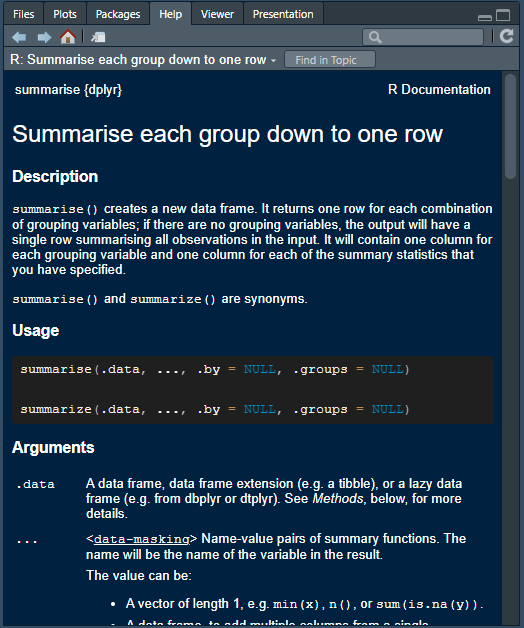 Files Plots Packages Help Viewer Presentation
R: Summarise each group down to one row Find in Topic
summarise {dplyr} R Documentation
Summarise each group down to one row
Description
summarise() creates a new data frame. It returns one row for each combination
of grouping variables; if there are no grouping variables, the output will have a
single row summarising all observations in the input. It will contain one column for
each grouping variable and one column for each of the summary statistics that
you have specified.
summarise() and summarize() are synonyms.
Usage
summarise(.data, ..., .by = NULL, .groups = NULL)
summarize(.data, ..., .by = NULL, .groups = NULL)
Arguments
.data A data frame, data frame extension (e.g. a tibble), or a lazy data
frame (e.g. from dbplyr or dtplyr). See Methods, below, for more
details.
... <data-masking> Name-value pairs of summary functions. The
name will be the name of the variable in the result.
The value can be:
• A vector of length 1, e.g. min(x), n(), or sum(is.na(y)).
• A data frame, to add multiple columns from a single